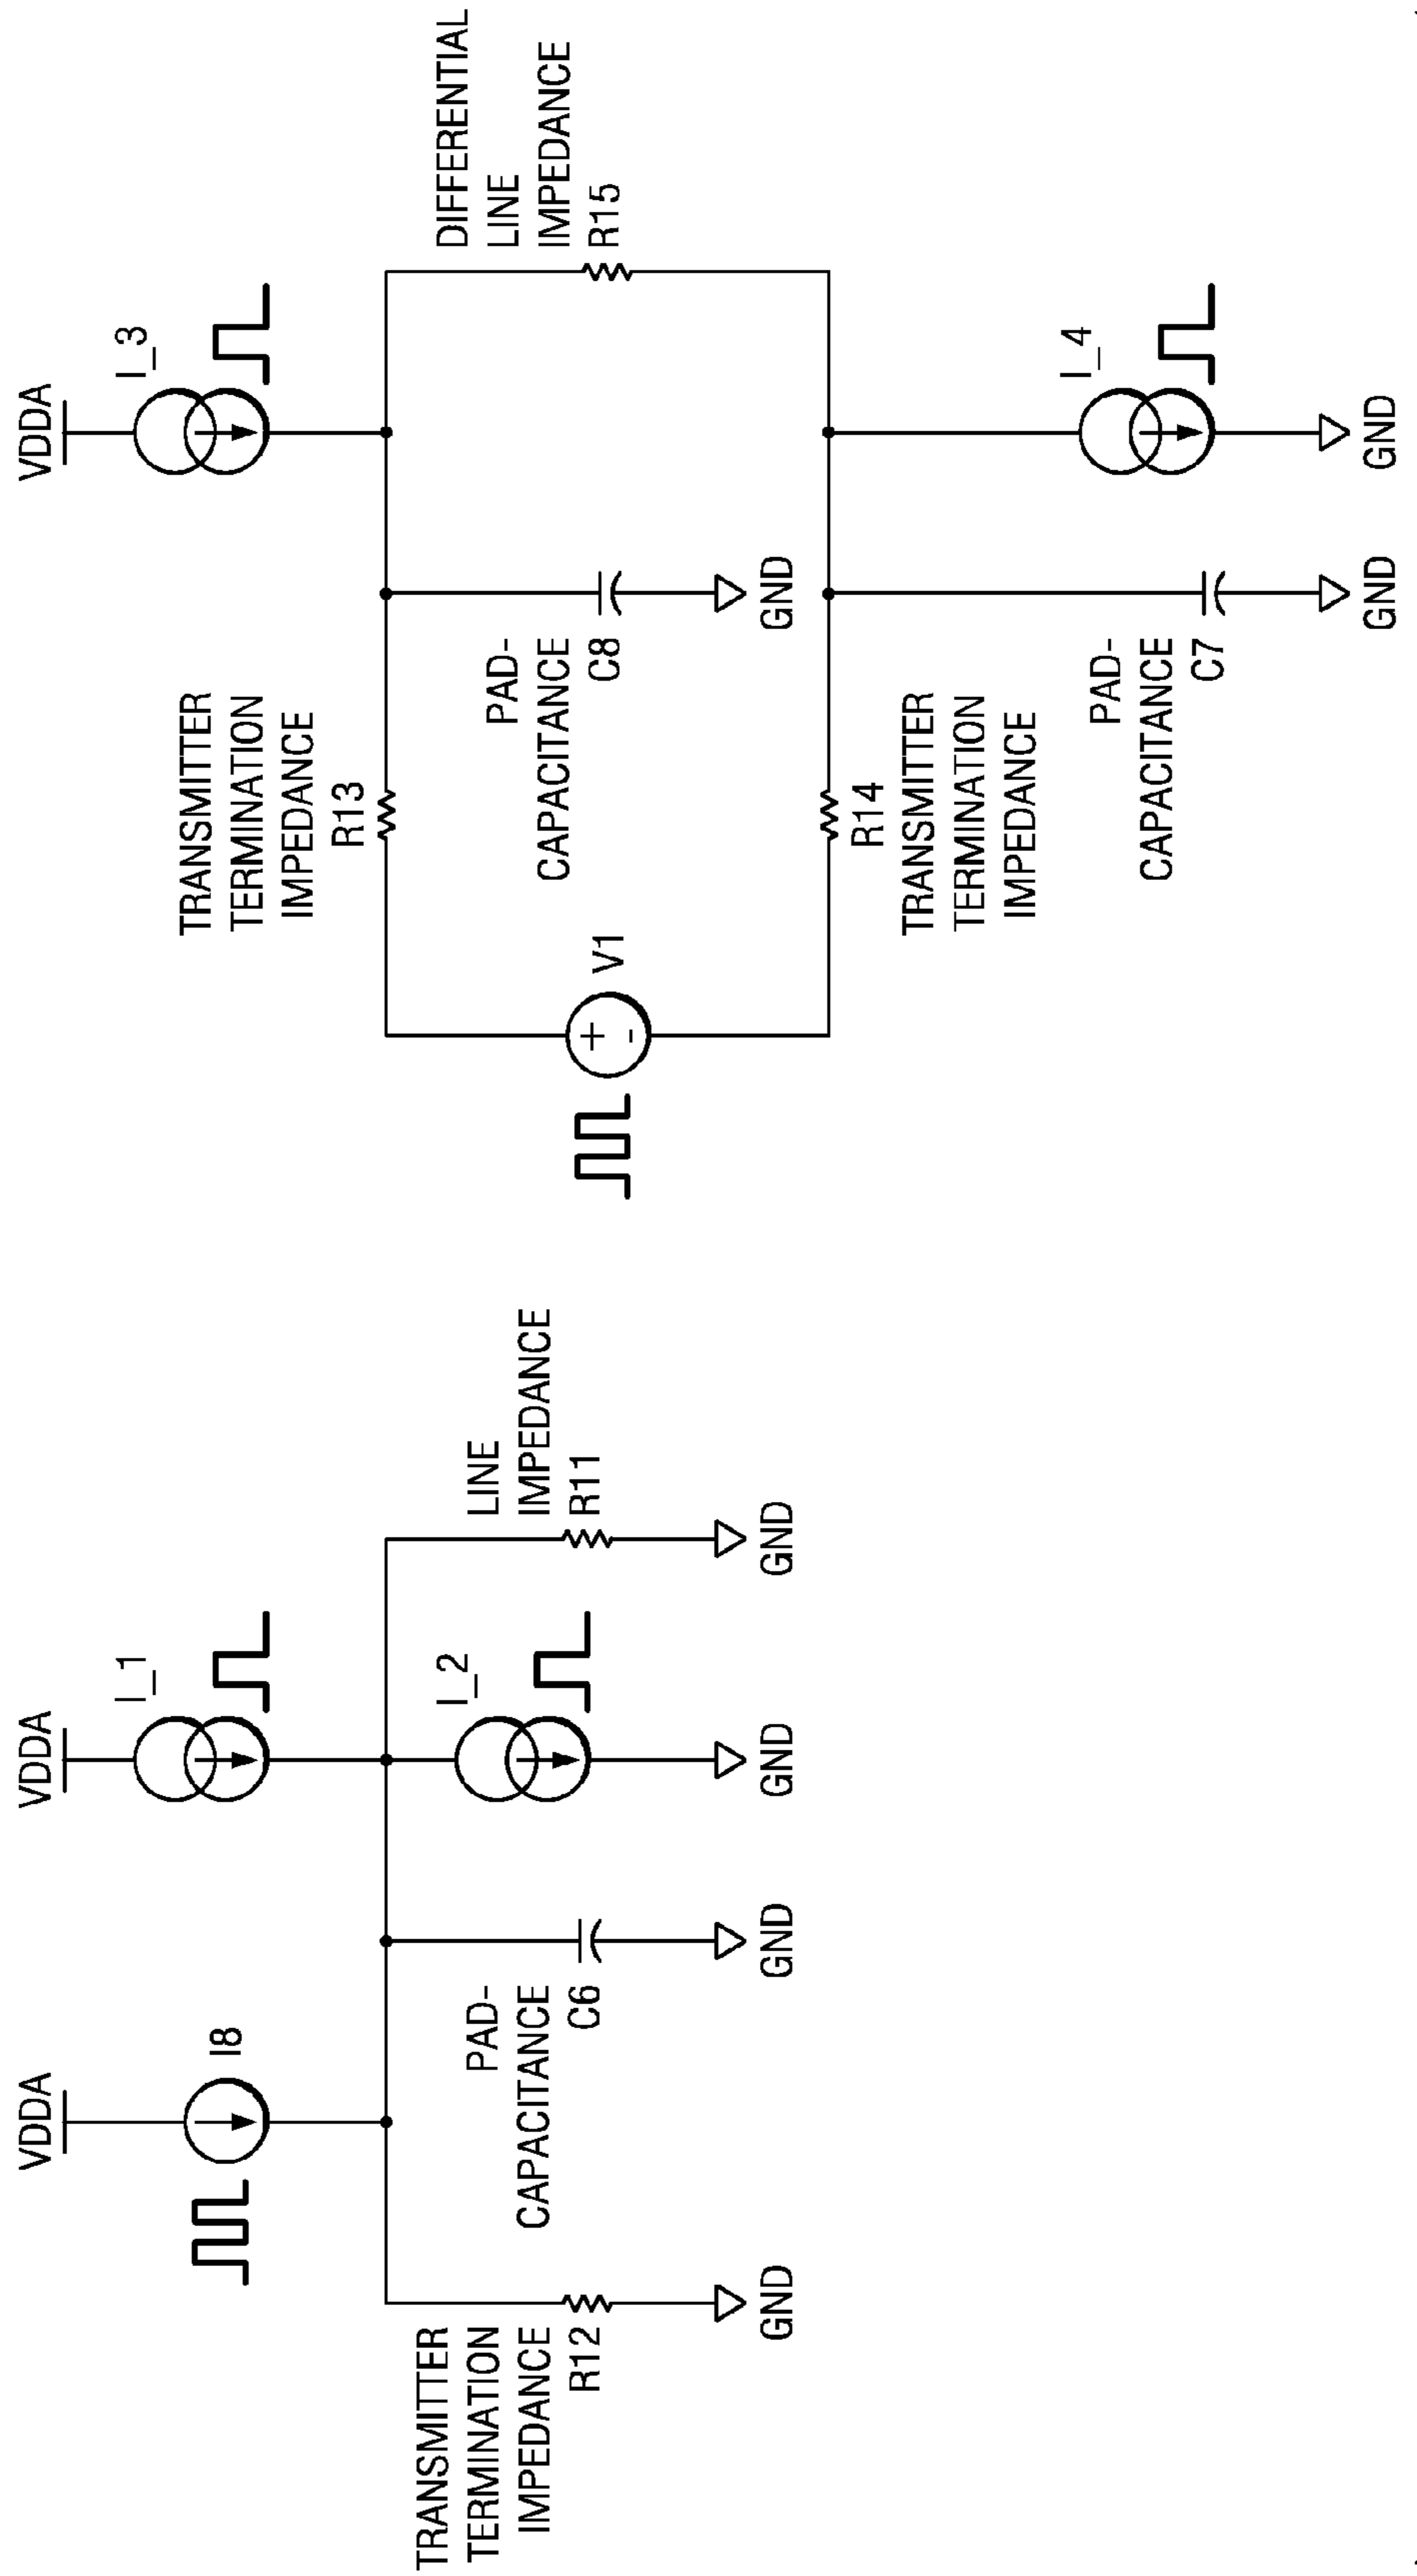 VDDA
I8
TRANSMITTER
TERMINATION
IMPEDANCE
R12
GND
PAD-
CAPACITANCE
C6
GND
VDDA
I_1
I_2
GND
LINE
IMPEDANCE
R11
GND
V1
TRANSMITTER
TERMINATION
IMPEDANCE
R13
PAD-
CAPACITANCE
C8
GND
VDDA
I_3
DIFFERENTIAL
LINE
IMPEDANCE
R15
R14
TRANSMITTER
TERMINATION
IMPEDANCE
PAD-
CAPACITANCE
C7
GND
I_4
GND